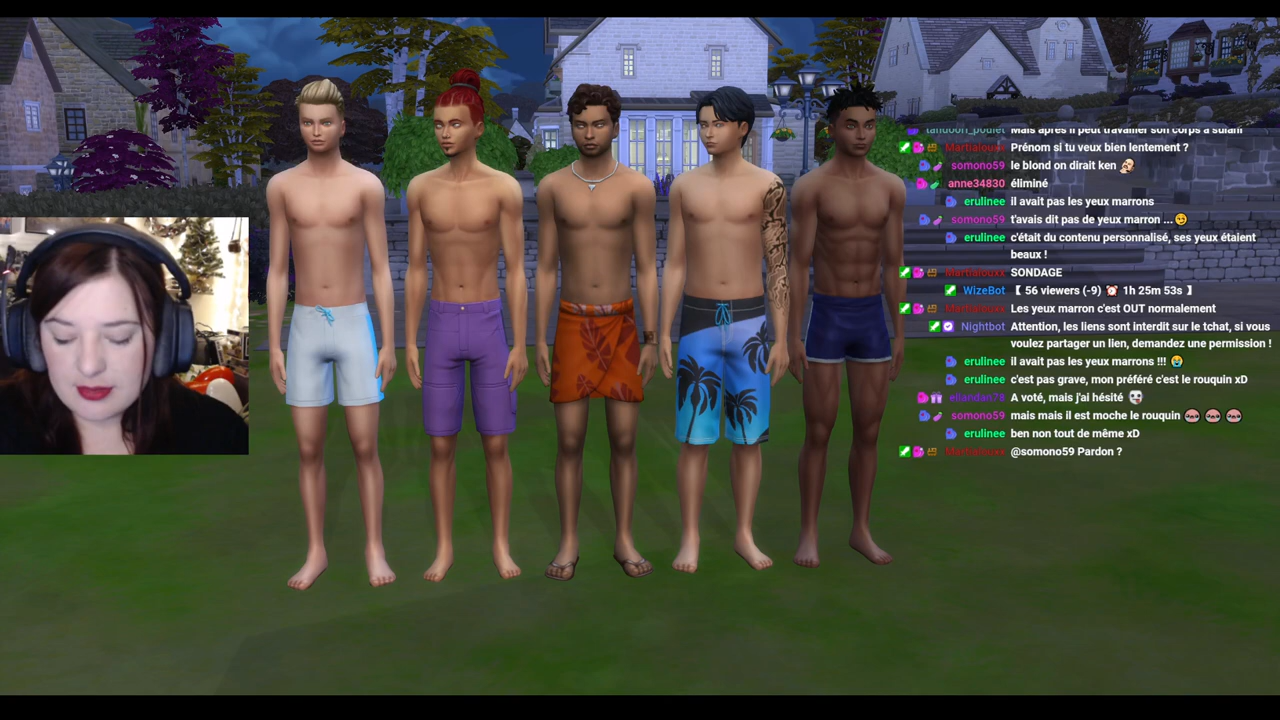 tandoori_poulet Mais après il peut travailler son corps a suiani
Martialouxx Prénom si tu veux bien lentement ?
somono59 le blond on dirait ken
anne34830 éliminé
erulinee il avait pas les yeux marrons
somono59 t'avais dit pas de yeux marron ...
erulinee c'était du contenu personnalisé, ses yeux étaient
beaux !
Martialouxx SONDAGE
WizeBot 【 56 viewers (-9) ⏰ 1h 25m 53s 】
Martialouxx Les yeux marron c'est OUT normalement
Nightbot Attention, les liens sont interdit sur le tchat, si vous
voulez partager un lien, demandez une permission !
erulinee il avait pas les yeux marrons !!! 😭
erulinee c'est pas grave, mon préféré c'est le rouquin xD
ellandan78 A voté, mais j'ai hésité
somono59 mais mais il est moche le rouquin
erulinee ben non tout de même xD
Martialouxx @somono59 Pardon ?